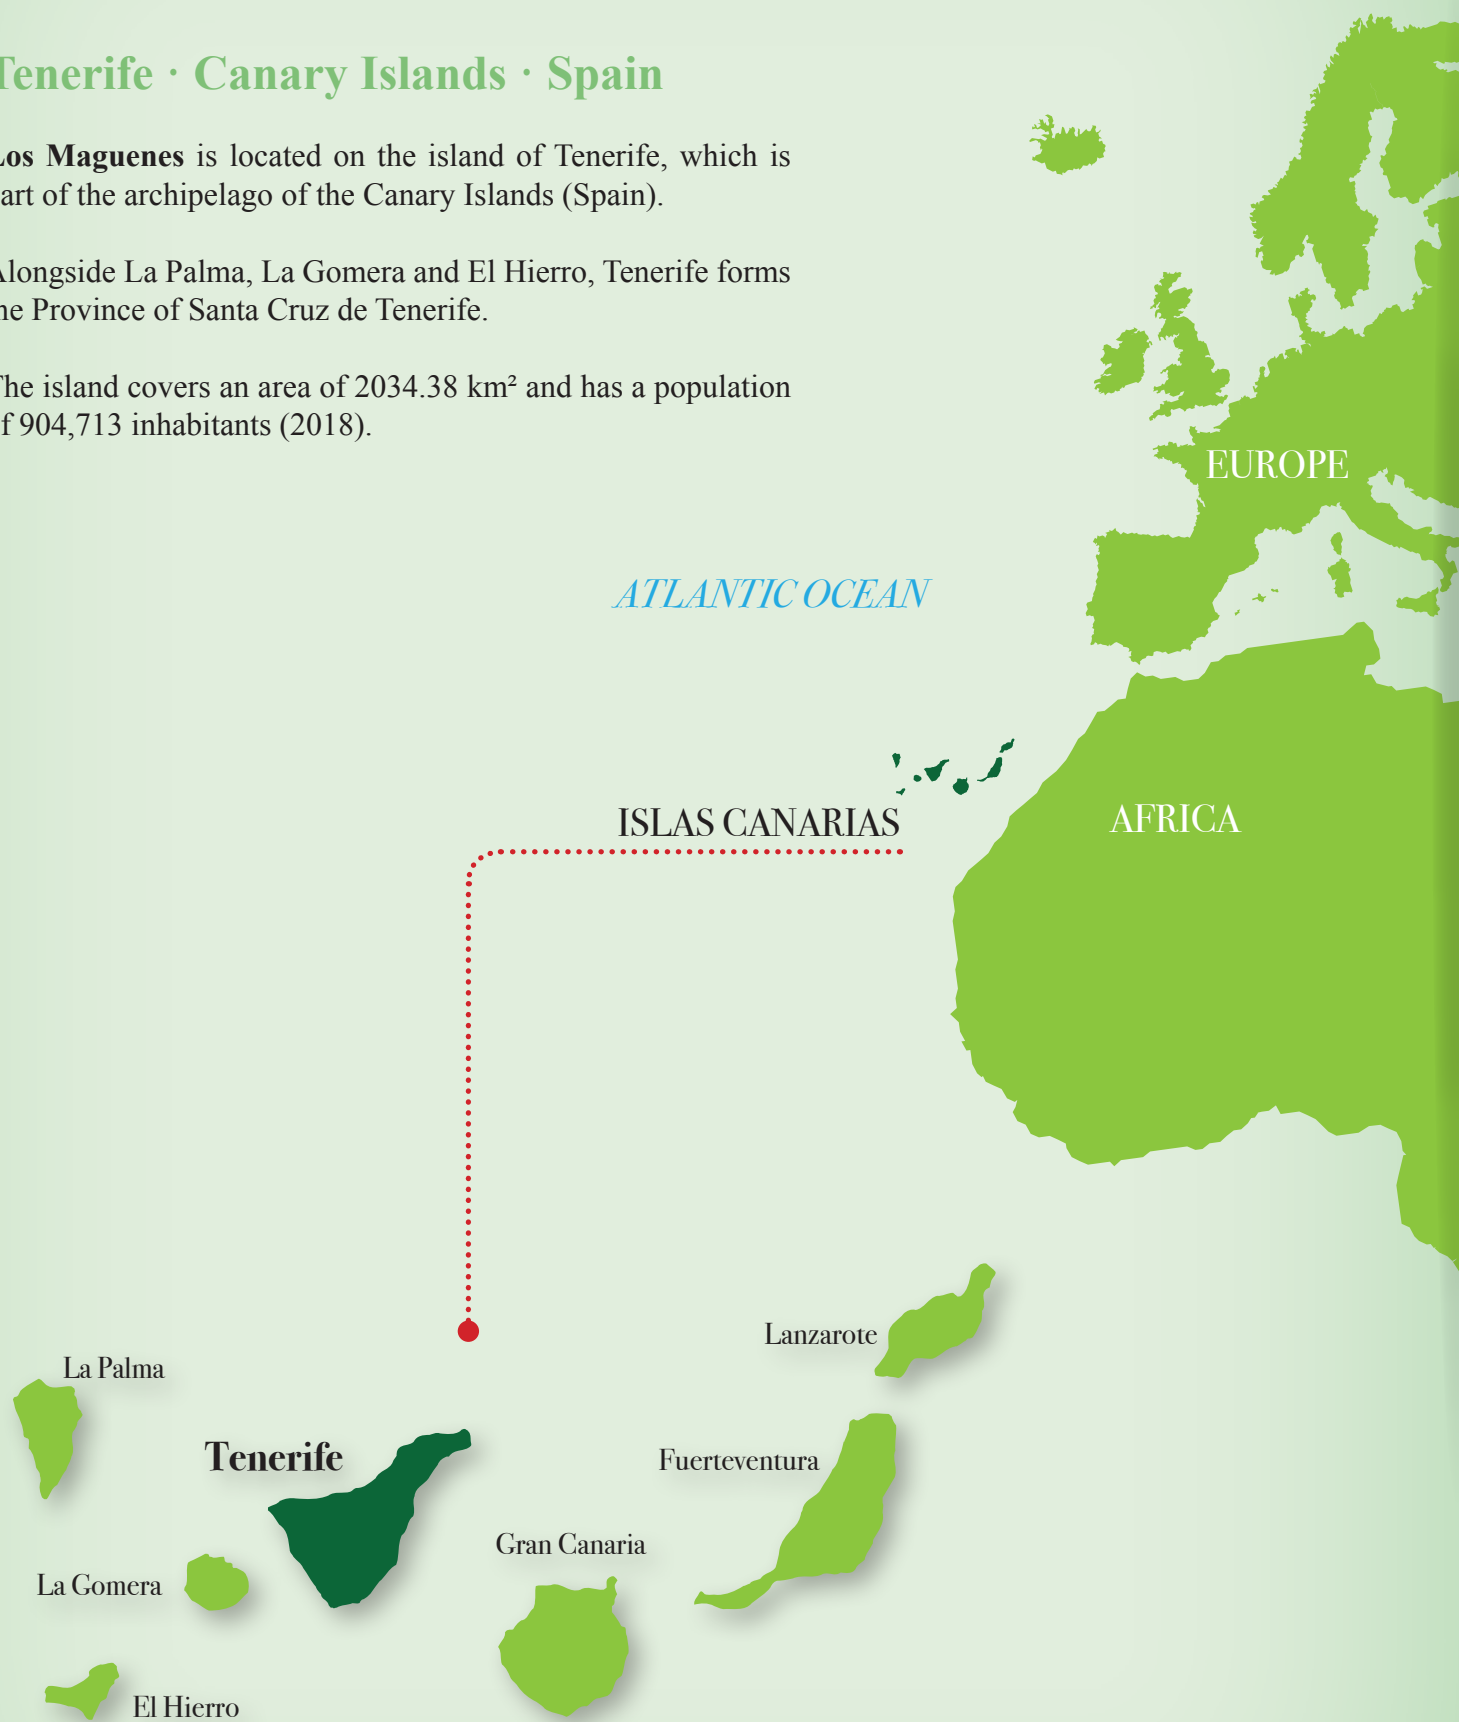 Tenerife · Canary Islands · Spain
Los Maguenes is located on the island of Tenerife, which is
art of the archipelago of the Canary Islands (Spain).
Alongside La Palma, La Gomera and El Hierro, Tenerife forms
he Province of Santa Cruz de Tenerife.
The island covers an area of 2034.38 km² and has a population
f 904,713 inhabitants (2018).
EUROPE
ATLANTIC OCEAN
ISLAS CANARIAS
AFRICA
Lanzarote
La Palma
Tenerife
Fuerteventura
Gran Canaria
La Gomera
El Hierro